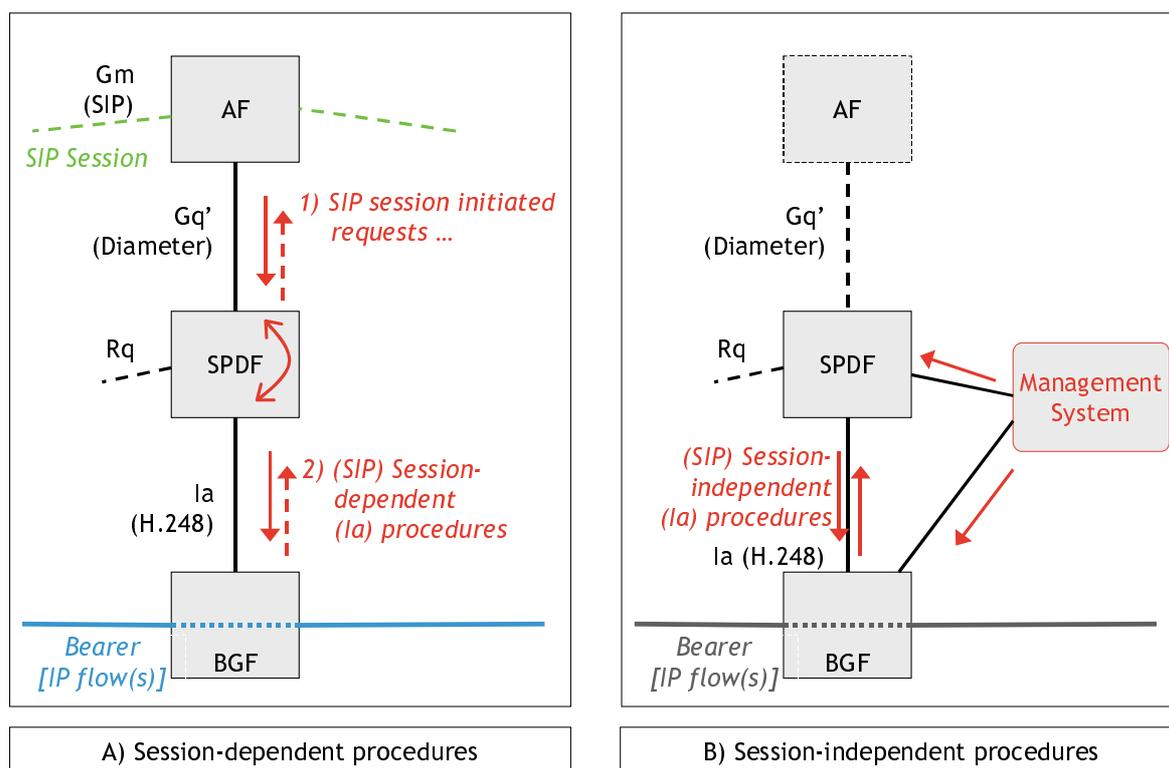 Gm
(SIP)
AF
SIP Session
Gq’
(Diameter)
1) SIP session initiated
requests …
Rq
SPDF
Ia
(H.248)
2) (SIP) Session-
dependent
(Ia) procedures
Bearer
[IP flow(s)]
BGF
A) Session-dependent procedures
AF
Gq’
(Diameter)
Rq
SPDF
Management
System
(SIP) Session-
independent
(Ia) procedures
Ia (H.248)
Bearer
[IP flow(s)]
BGF
B) Session-independent procedures